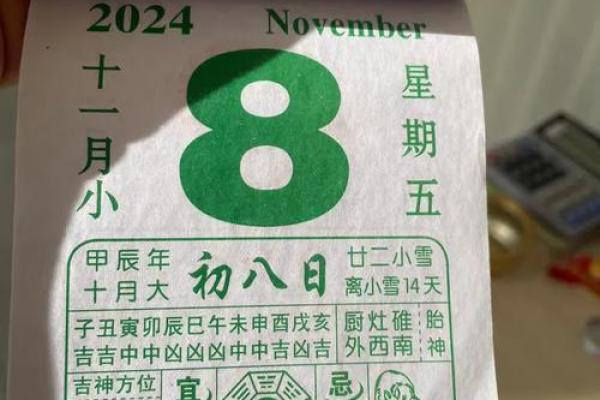 2024 November
十一月小
8
星期五
甲辰年
十月大
初八日
廿二小雪
离小雪14天
子丑寅卯辰巳午未申酉戌亥
吉吉中中凶凶凶中中吉凶吉
厨灶碓
外西南
胎神
吉神方位
宜
忌